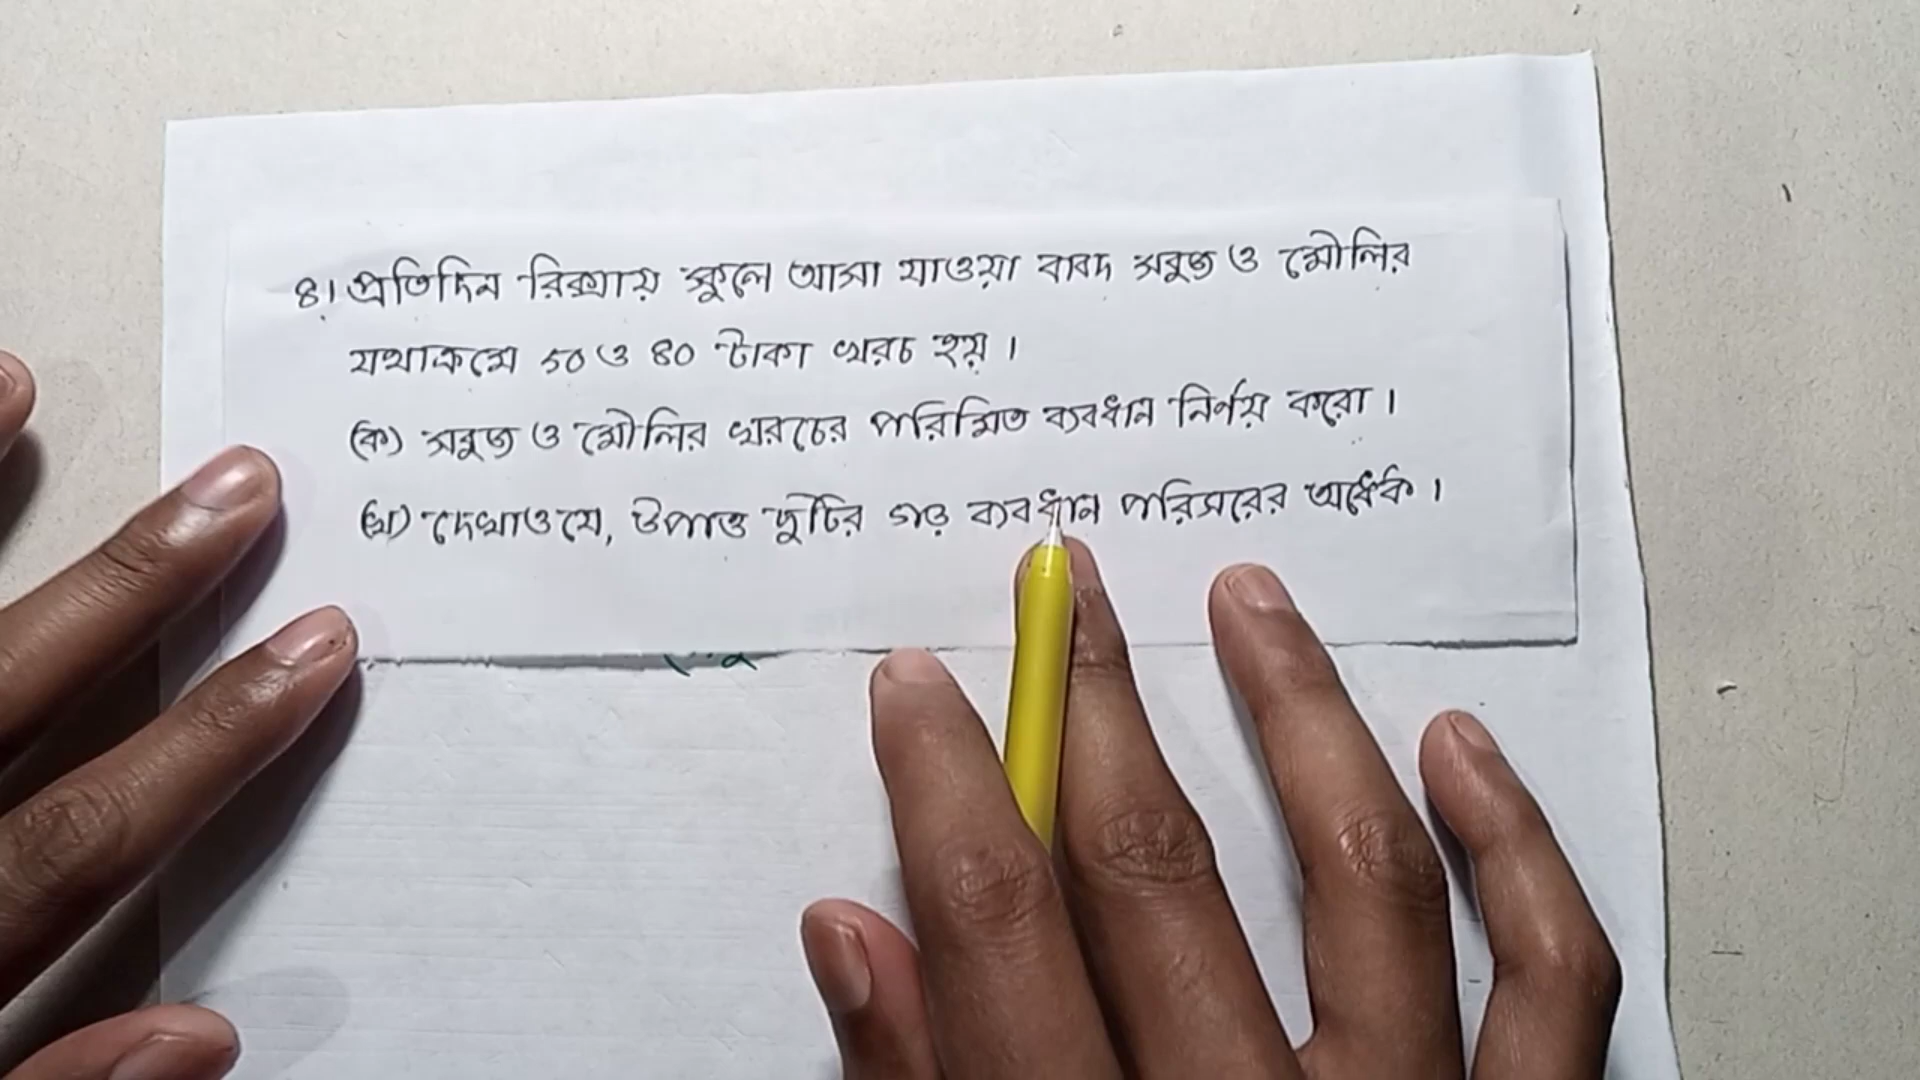 ৪। প্রতিদিন রিক্সায় স্কুলে আসা যাওয়া বাবদ সবুজ ও মৌলির
যথাক্রমে ৫০ ও ৪০ টাকা খরচ হয়।
(ক) সবুজ ও মৌলির খরচের পরিমিত ব্যবধান নির্ণয় করো।
(খ) দেখাও যে, উপাত্ত দুটির গড় ব্যবধান পরিসরের অর্ধেক।